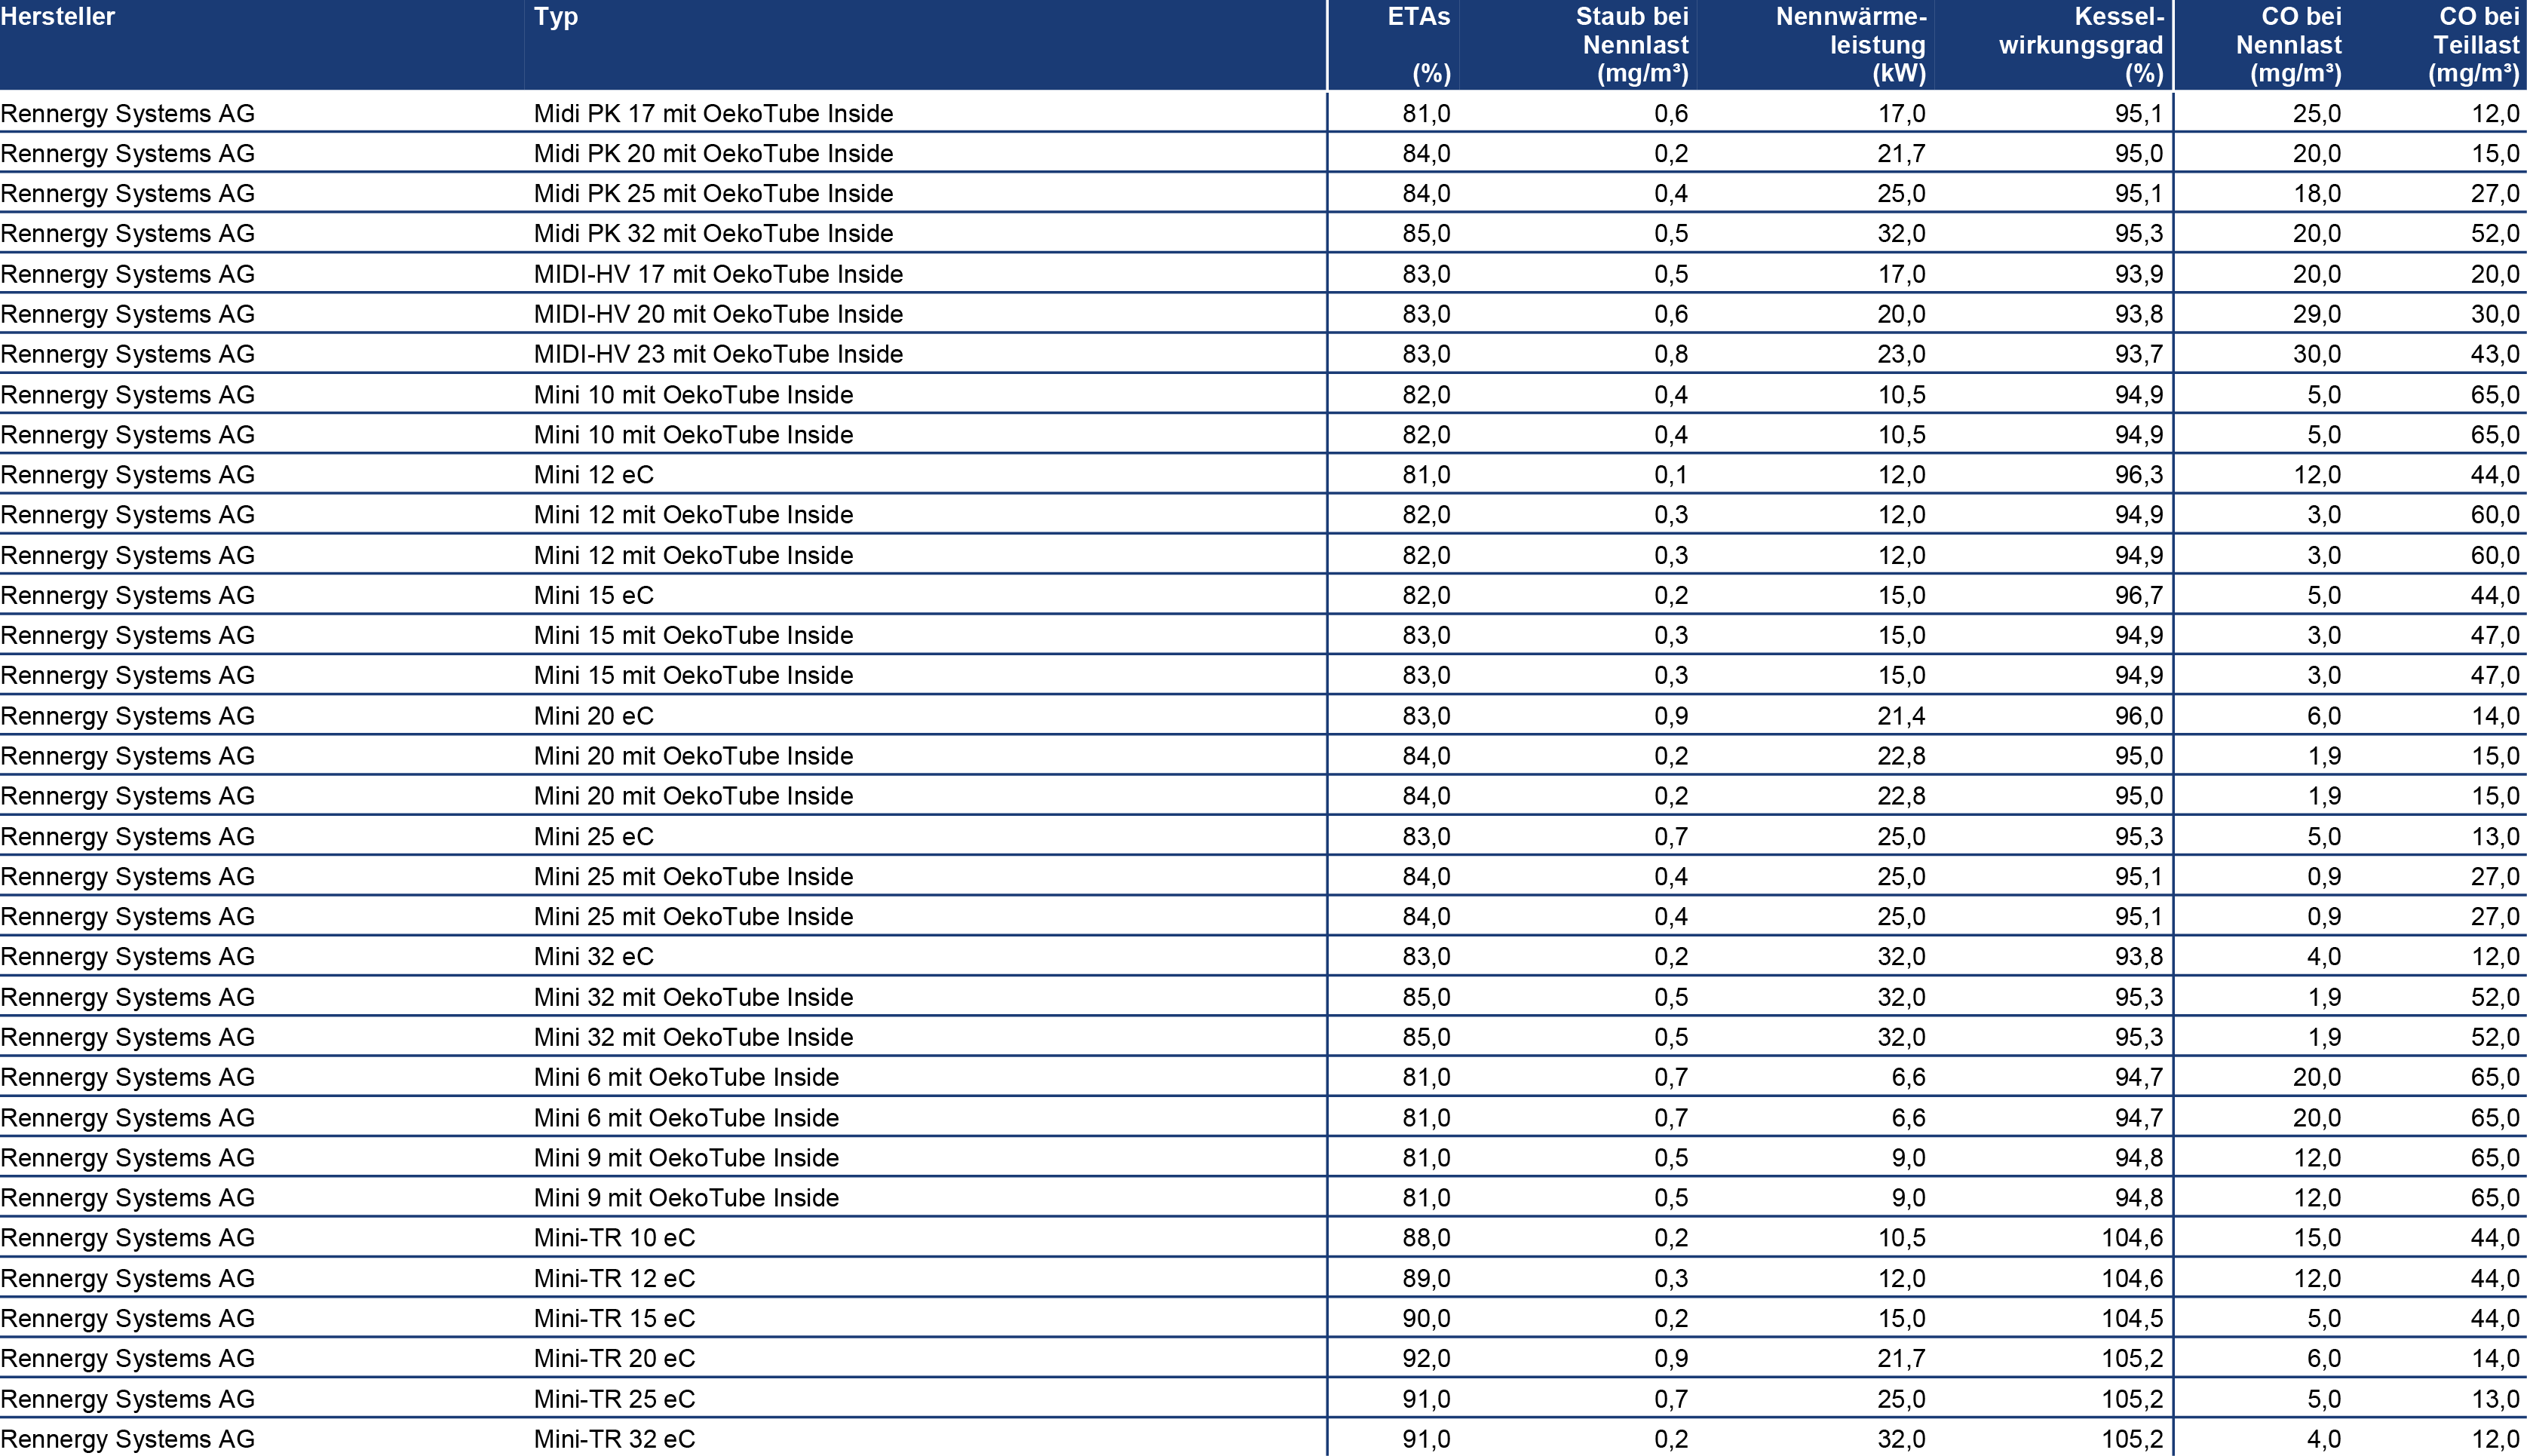 Hersteller Typ ETAs (%) Staub bei Nennlast (mg/m³) Nennwärme-leistung (kW) Kessel-wirkungsgrad (%) CO bei Nennlast (mg/m³) CO bei Teillast (mg/m³)
Rennergy Systems AG Midi PK 17 mit OekoTube Inside 81,0 0,6 17,0 95,1 25,0 12,0
Rennergy Systems AG Midi PK 20 mit OekoTube Inside 84,0 0,2 21,7 95,0 20,0 15,0
Rennergy Systems AG Midi PK 25 mit OekoTube Inside 84,0 0,4 25,0 95,1 18,0 27,0
Rennergy Systems AG Midi PK 32 mit OekoTube Inside 85,0 0,5 32,0 95,3 20,0 52,0
Rennergy Systems AG MIDI-HV 17 mit OekoTube Inside 83,0 0,5 17,0 93,9 20,0 20,0
Rennergy Systems AG MIDI-HV 20 mit OekoTube Inside 83,0 0,6 20,0 93,8 29,0 30,0
Rennergy Systems AG MIDI-HV 23 mit OekoTube Inside 83,0 0,8 23,0 93,7 30,0 43,0
Rennergy Systems AG Mini 10 mit OekoTube Inside 82,0 0,4 10,5 94,9 5,0 65,0
Rennergy Systems AG Mini 10 mit OekoTube Inside 82,0 0,4 10,5 94,9 5,0 65,0
Rennergy Systems AG Mini 12 eC 81,0 0,1 12,0 96,3 12,0 44,0
Rennergy Systems AG Mini 12 mit OekoTube Inside 82,0 0,3 12,0 94,9 3,0 60,0
Rennergy Systems AG Mini 12 mit OekoTube Inside 82,0 0,3 12,0 94,9 3,0 60,0
Rennergy Systems AG Mini 15 eC 82,0 0,2 15,0 96,7 5,0 44,0
Rennergy Systems AG Mini 15 mit OekoTube Inside 83,0 0,3 15,0 94,9 3,0 47,0
Rennergy Systems AG Mini 15 mit OekoTube Inside 83,0 0,3 15,0 94,9 3,0 47,0
Rennergy Systems AG Mini 20 eC 83,0 0,9 21,4 96,0 6,0 14,0
Rennergy Systems AG Mini 20 mit OekoTube Inside 84,0 0,2 22,8 95,0 1,9 15,0
Rennergy Systems AG Mini 20 mit OekoTube Inside 84,0 0,2 22,8 95,0 1,9 15,0
Rennergy Systems AG Mini 25 eC 83,0 0,7 25,0 95,3 5,0 13,0
Rennergy Systems AG Mini 25 mit OekoTube Inside 84,0 0,4 25,0 95,1 0,9 27,0
Rennergy Systems AG Mini 25 mit OekoTube Inside 84,0 0,4 25,0 95,1 0,9 27,0
Rennergy Systems AG Mini 32 eC 83,0 0,2 32,0 93,8 4,0 12,0
Rennergy Systems AG Mini 32 mit OekoTube Inside 85,0 0,5 32,0 95,3 1,9 52,0
Rennergy Systems AG Mini 32 mit OekoTube Inside 85,0 0,5 32,0 95,3 1,9 52,0
Rennergy Systems AG Mini 6 mit OekoTube Inside 81,0 0,7 6,6 94,7 20,0 65,0
Rennergy Systems AG Mini 6 mit OekoTube Inside 81,0 0,7 6,6 94,7 20,0 65,0
Rennergy Systems AG Mini 9 mit OekoTube Inside 81,0 0,5 9,0 94,8 12,0 65,0
Rennergy Systems AG Mini 9 mit OekoTube Inside 81,0 0,5 9,0 94,8 12,0 65,0
Rennergy Systems AG Mini-TR 10 eC 88,0 0,2 10,5 104,6 15,0 44,0
Rennergy Systems AG Mini-TR 12 eC 89,0 0,3 12,0 104,6 12,0 44,0
Rennergy Systems AG Mini-TR 15 eC 90,0 0,2 15,0 104,5 5,0 44,0
Rennergy Systems AG Mini-TR 20 eC 92,0 0,9 21,7 105,2 6,0 14,0
Rennergy Systems AG Mini-TR 25 eC 91,0 0,7 25,0 105,2 5,0 13,0
Rennergy Systems AG Mini-TR 32 eC 91,0 0,2 32,0 105,2 4,0 12,0